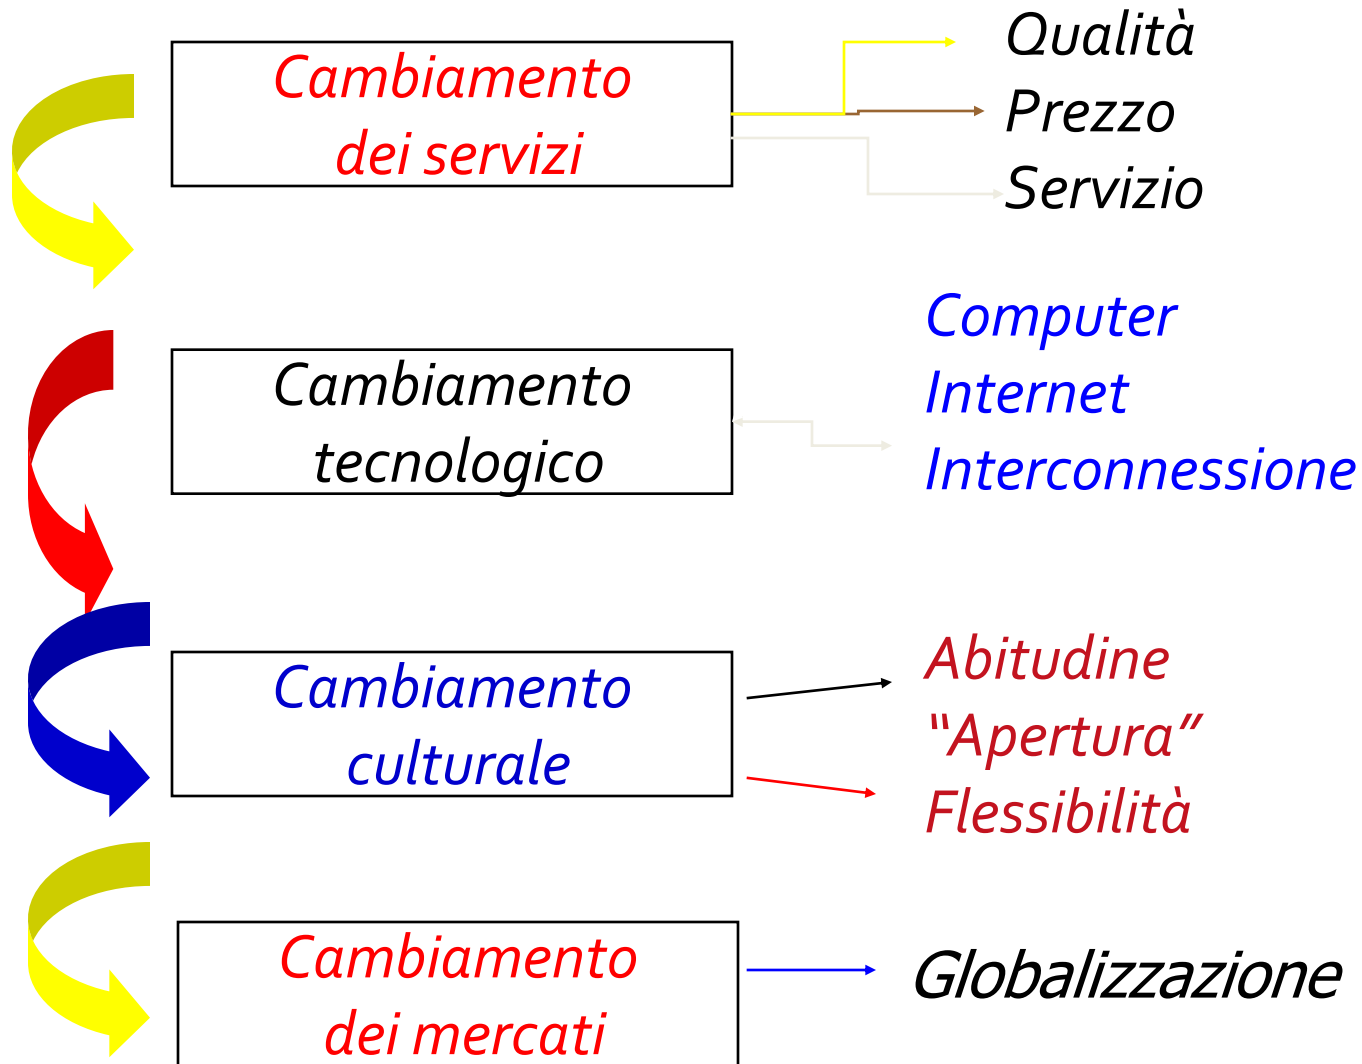 Cambiamento
dei servizi
Qualità
Prezzo
Servizio
Cambiamento
tecnologico
Computer
Internet
Interconnessione
Cambiamento
culturale
Abitudine
“Apertura”
Flessibilità
Cambiamento
dei mercati
Globalizzazione